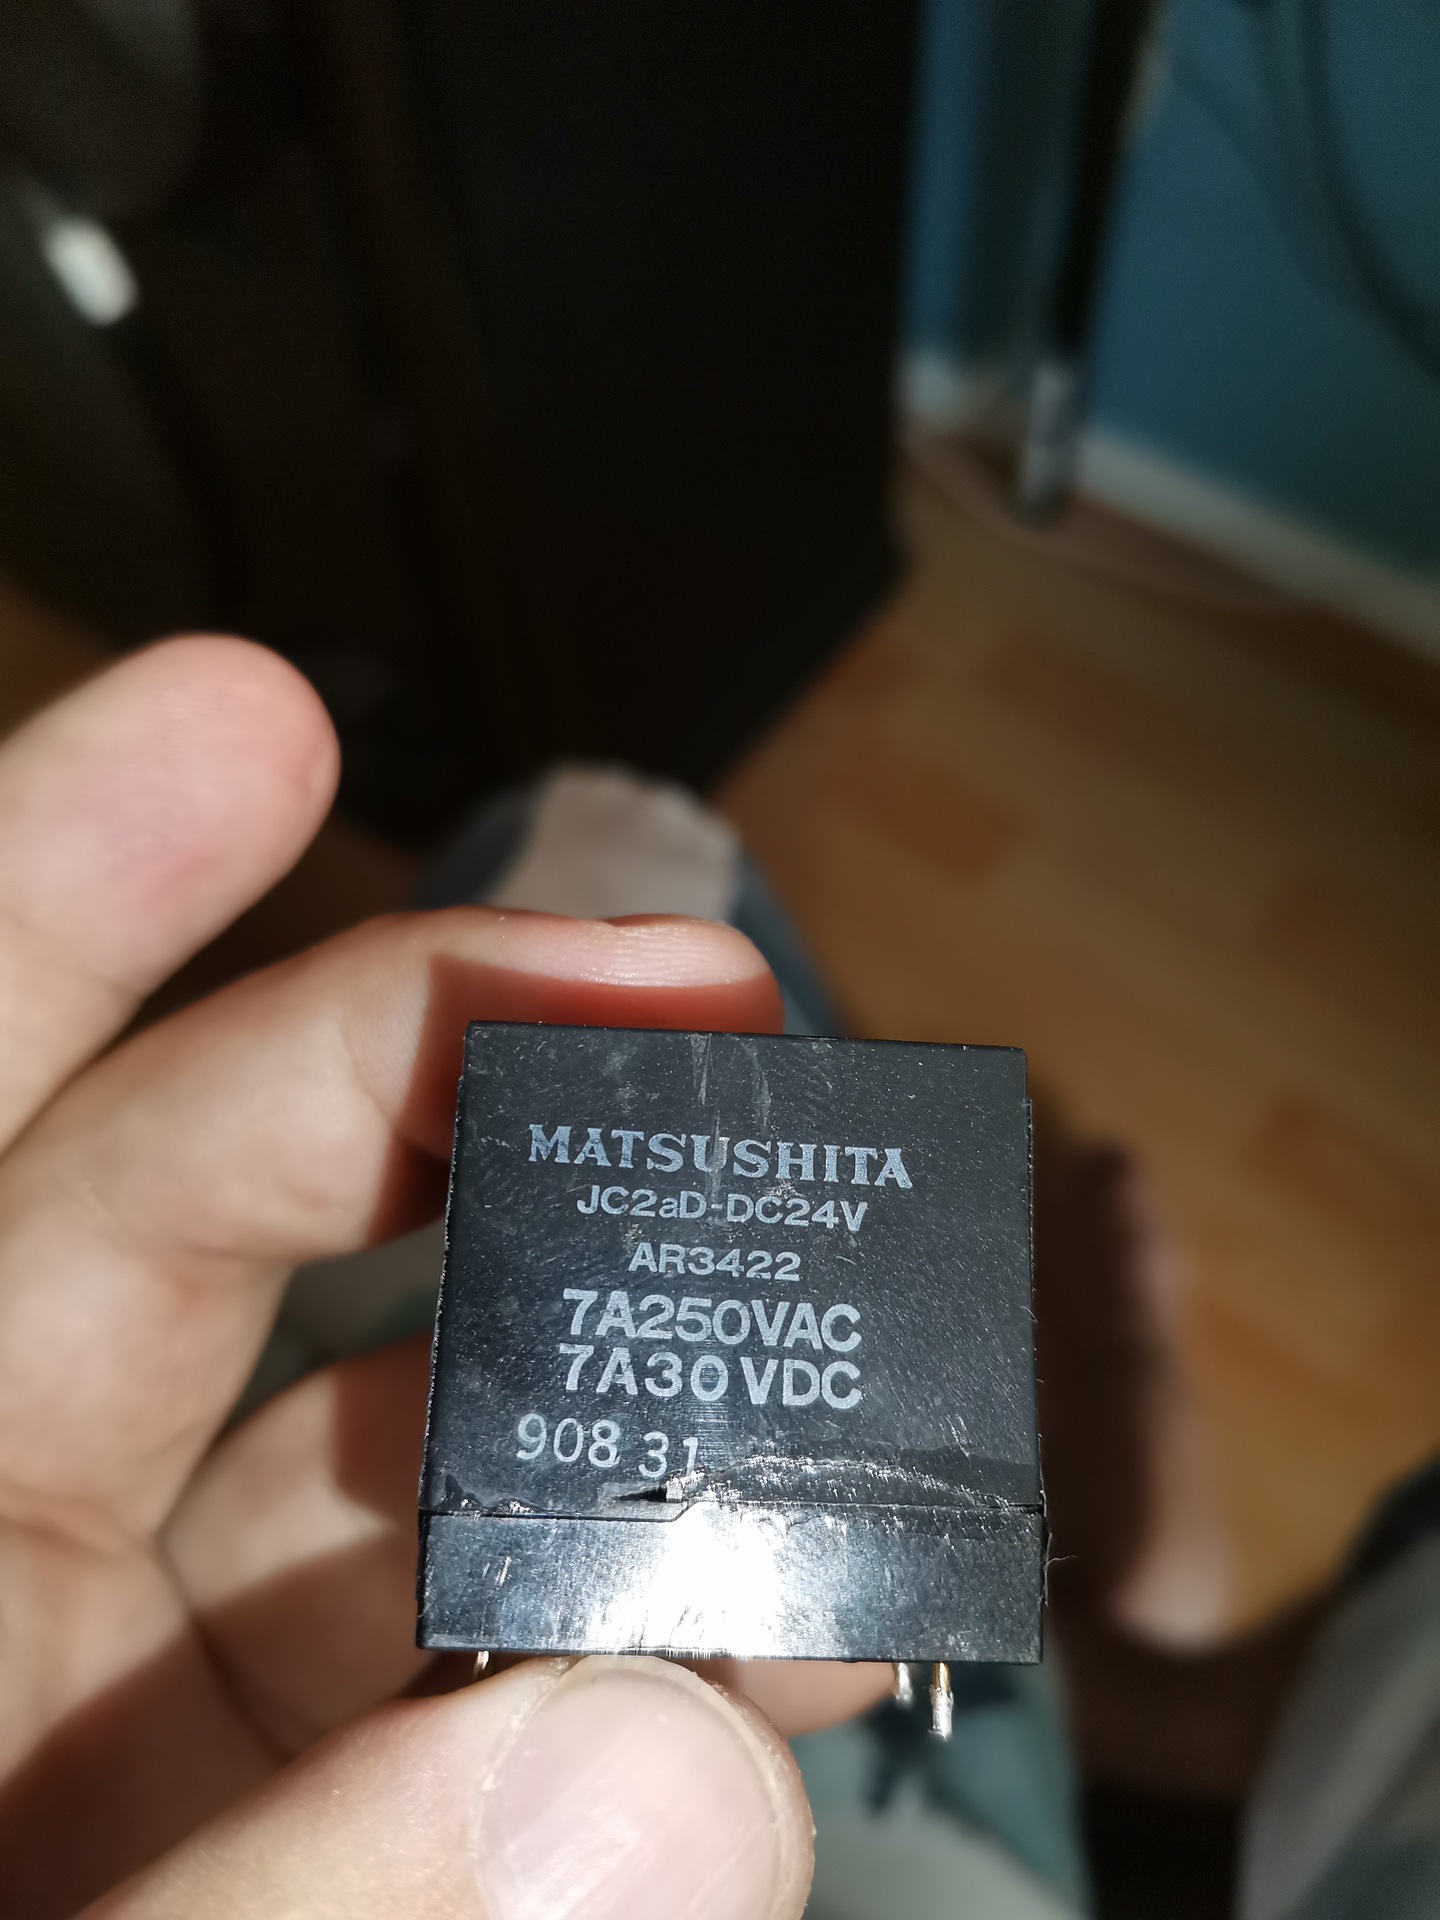 MATSUSHITA
JC2aD-DC24V
AR3422
7A250VAC
7A30VDC
908 31